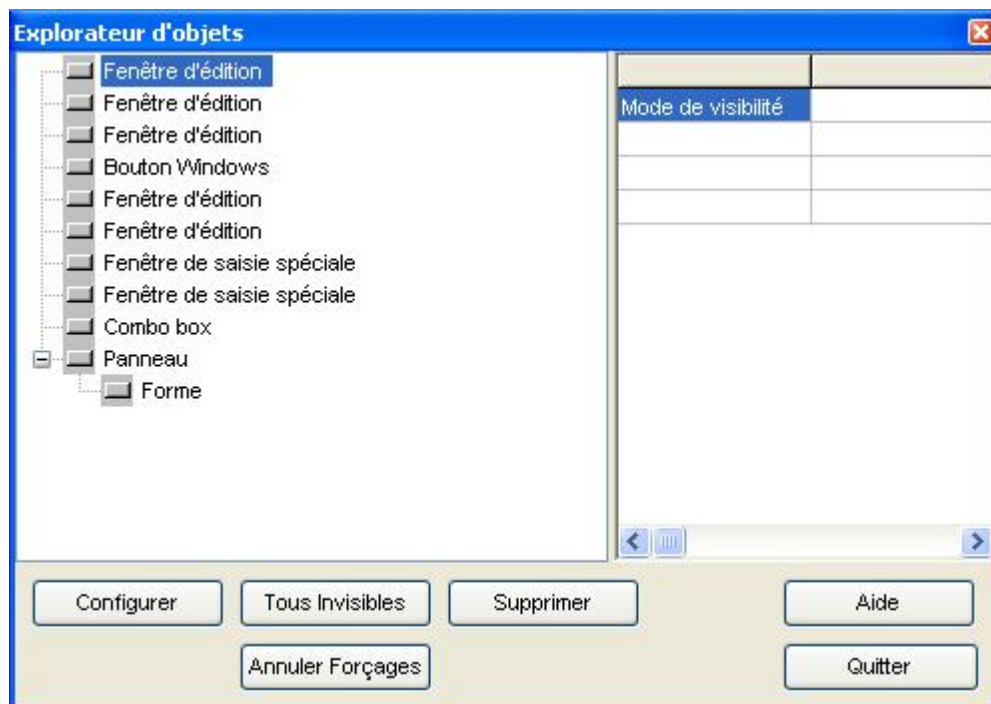 Explorateur d'objets
Fenêtre d'édition
Fenêtre d'édition
Fenêtre d'édition
Bouton Windows
Fenêtre d'édition
Fenêtre d'édition
Fenêtre de saisie spéciale
Fenêtre de saisie spéciale
Combo box
Panneau
Forme
Mode de visibilité
Configurer
Tous Invisibles
Supprimer
Aide
Annuler Forçages
Quitter